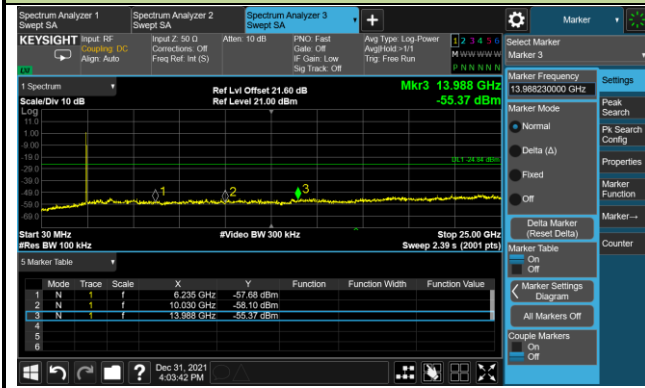 Spectrum Analyzer 1
Swept SA
Spectrum Analyzer 2
Swept SA
Spectrum Analyzer 3
Swept SA
+
Marker
KEYSIGHT
Input: RF
Coupling: DC
Align: Auto
Input Z: 50 Ω
Corrections: Off
Freq Ref: Int (S)
Atten: 10 dB
PNO: Fast
Gate: Off
IF Gain: Low
Sig Track: Off
Avg Type: Log-Power
Avg|Hold:>1/1
Trig: Free Run
1 2 3 4 5 6
M W W W W W
P N N N N N
Select Marker
Marker 3
1 Spectrum
Scale/Div 10 dB
Log
Ref Lvl Offset 21.60 dB
Ref Level 21.00 dBm
Mkr3 13.988 GHz
-55.37 dBm
11.0
1.00
-9.00
-19.0
-29.0
-39.0
-49.0
-59.0
-69.0
DL1 -24.84 dBm
1
2
3
Start 30 MHz
#Res BW 100 kHz
#Video BW 300 kHz
Stop 25.00 GHz
Sweep 2.39 s (2001 pts)
5 Marker Table
Mode Trace Scale X Y Function Function Width Function Value
1 N 1 f 6.235 GHz -57.68 dBm
2 N 1 f 10.030 GHz -58.10 dBm
3 N 1 f 13.988 GHz -55.37 dBm
4
5
6
Marker Frequency
13.988230000 GHz
Marker Mode
Normal
Delta (Δ)
Fixed
Off
Delta Marker
(Reset Delta)
Marker Table
On
Off
Marker Settings
Diagram
All Markers Off
Couple Markers
On
Off
Settings
Peak
Search
Pk Search
Config
Properties
Marker
Function
Marker→
Counter
?
Dec 31, 2021
4:03:42 PM